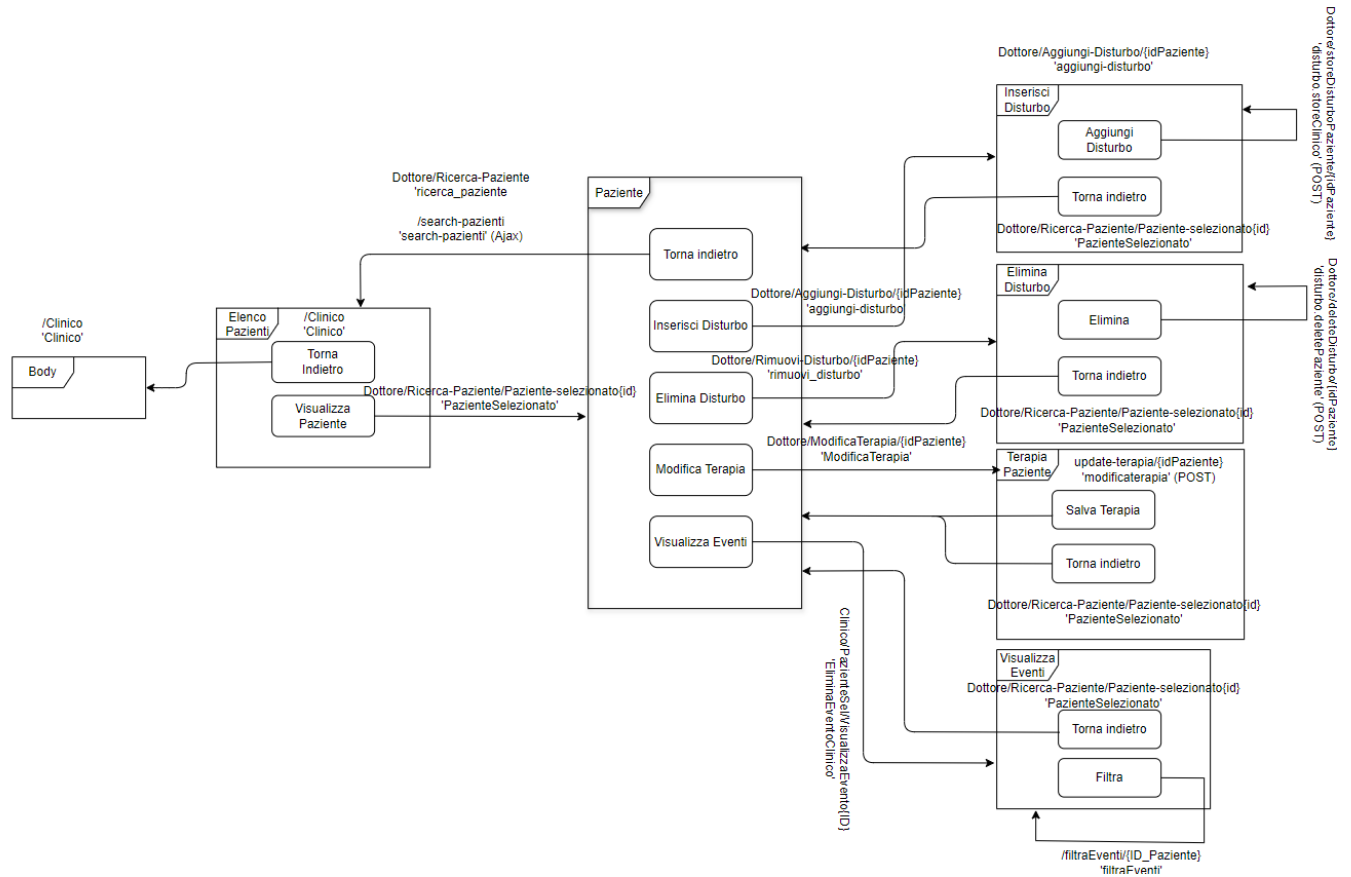 /Clinico
'Clinico'
Body
Dottore/Ricerca-Paziente
'ricerca_paziente
/search-pazienti
'search-pazienti' (Ajax)
Elenco
Pazienti
/Clinico
'Clinico'
Torna
Indietro
Visualizza
Paziente
Dottore/Ricerca-Paziente/Paziente-selezionato{id}
'PazienteSelezionato'
Paziente
Torna indietro
Inserisci Disturbo
Elimina Disturbo
Modifica Terapia
Visualizza Eventi
Dottore/Aggiungi-Disturbo/{idPaziente}
'aggiungi-disturbo
Dottore/Rimuovi-Disturbo/{idPaziente}
'rimuovi_disturbo'
Dottore/ModificaTerapia/{idPaziente}
'ModificaTerapia'
Clinico/PazienteSel/VisualizzaEvento{ID}
'EliminaEventoClinico'
Dottore/Aggiungi-Disturbo/{idPaziente}
'aggiungi-disturbo'
Inserisci
Disturbo
Aggiungi
Disturbo
Torna indietro
Dottore/Ricerca-Paziente/Paziente-selezionato{id}
'PazienteSelezionato'
Dottore/storeDisturboPaziente/{idPaziente}
'disturbo.storeClinico' (POST)
Elimina
Disturbo
Elimina
Torna indietro
Dottore/Ricerca-Paziente/Paziente-selezionato{id}
'PazienteSelezionato'
Dottore/deleteDisturbo/{idPaziente]
'disturbo.deletePaziente' (POST)
Terapia
Paziente
update-terapia/{idPaziente}
'modificaterapia' (POST)
Salva Terapia
Torna indietro
Dottore/Ricerca-Paziente/Paziente-selezionato{id}
'PazienteSelezionato'
Visualizza
Eventi
Dottore/Ricerca-Paziente/Paziente-selezionato{id}
'PazienteSelezionato'
Torna indietro
Filtra
/filtraEventi/{ID_Paziente}
'filtraEventi'